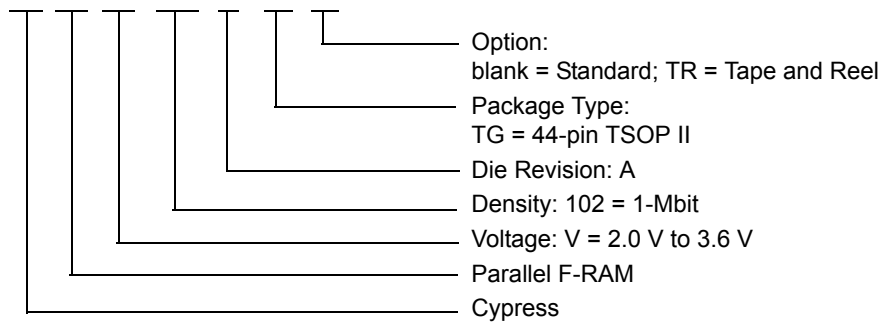 Option:
blank = Standard; TR = Tape and Reel
Package Type:
TG = 44-pin TSOP II
Die Revision: A
Density: 102 = 1-Mbit
Voltage: V = 2.0 V to 3.6 V
Parallel F-RAM
Cypress